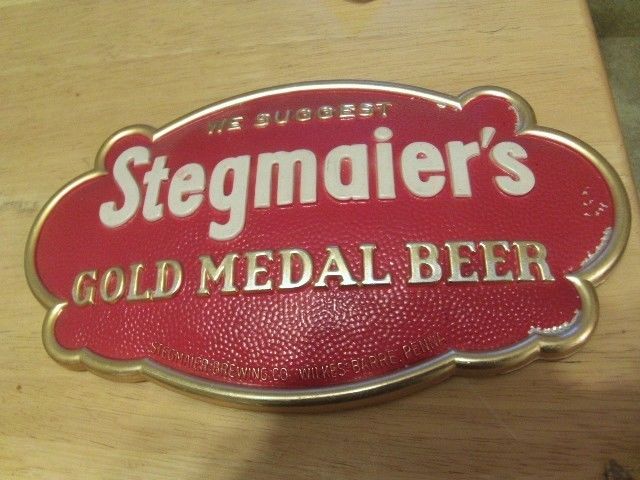 WE SUGGEST
Stegmaier's
GOLD MEDAL BEER
STEGMAIER BREWING CO. WILKES-BARRE, PENNA.